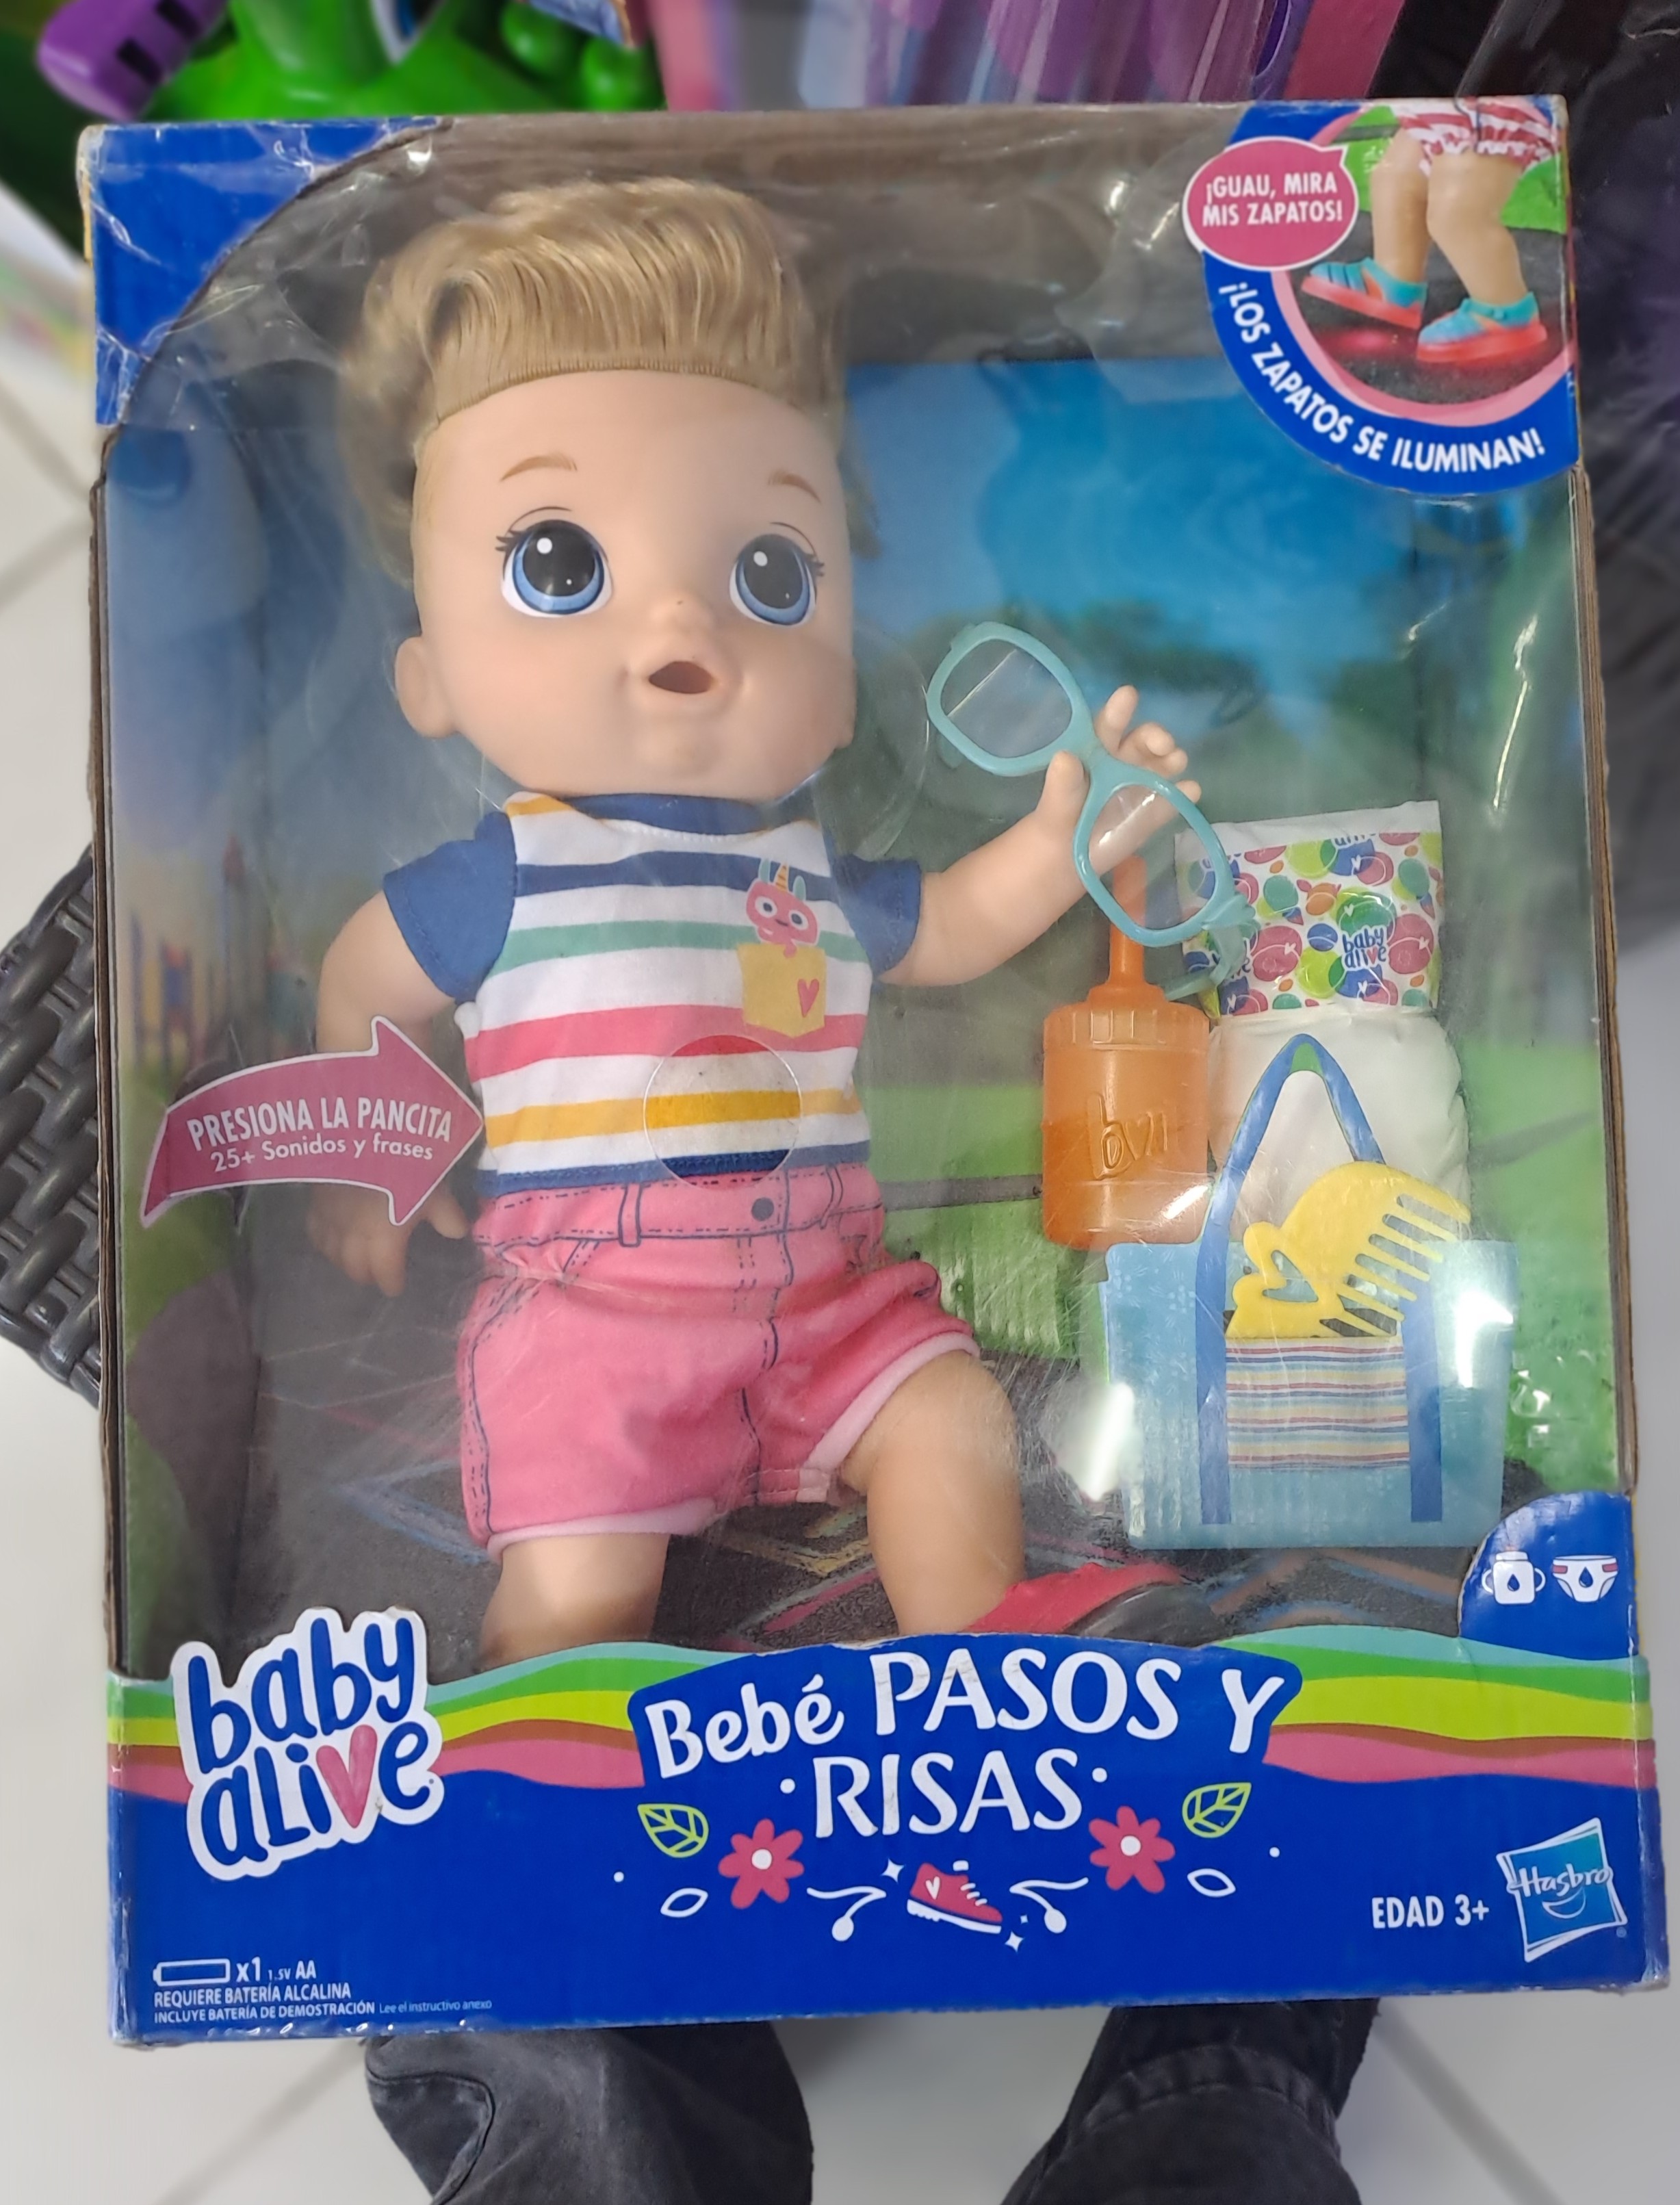 ¡GUAU, MIRA
MIS ZAPATOS!
¡LOS ZAPATOS SE ILUMINAN!
baby
alive
PRESIONA LA PANCITA
25+ Sonidos y frases
baby
alive
Bebé PASOS Y
RISAS
EDAD 3+
Hasbro
x1 1.5V AA
REQUIERE BATERÍA ALCALINA
INCLUYE BATERÍA DE DEMOSTRACIÓN Lee el instructivo anexo